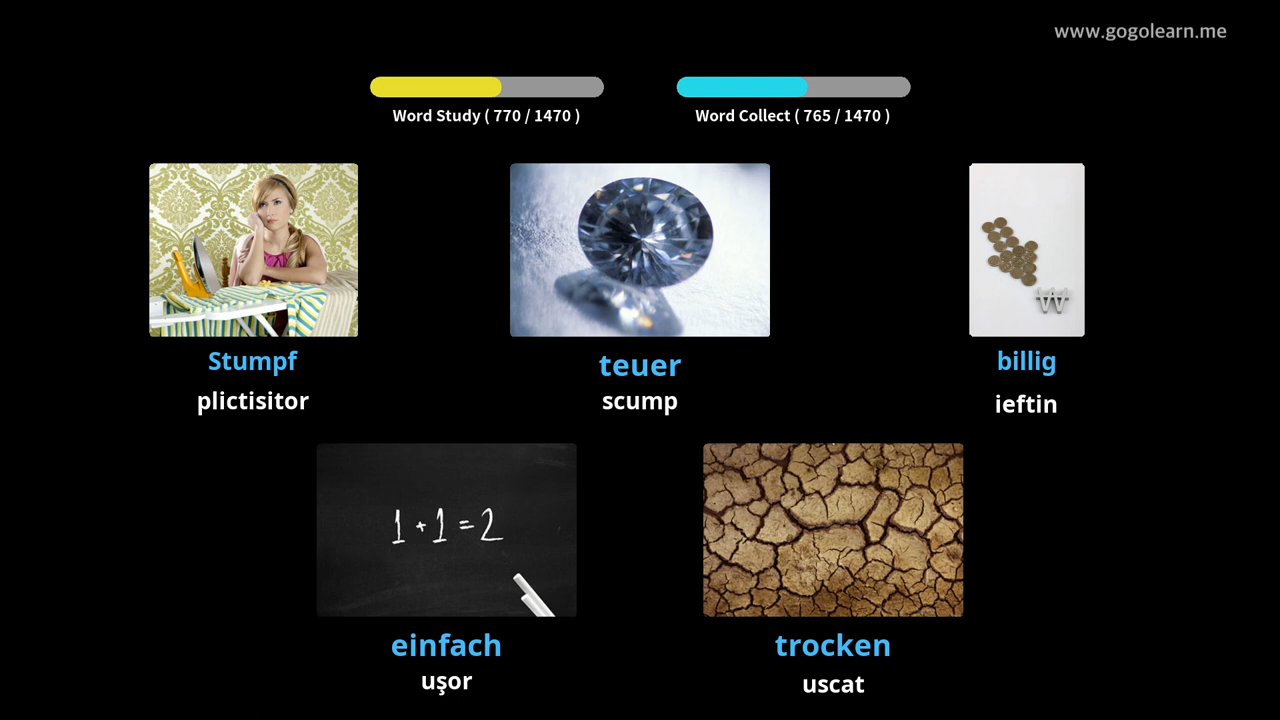 www.gogolearn.me
Word Study ( 770 / 1470 )
Word Collect ( 765 / 1470 )
Stumpf
plictisitor
teuer
scump
billig
ieftin
₩
1 + 1 = 2
einfach
uşor
trocken
uscat